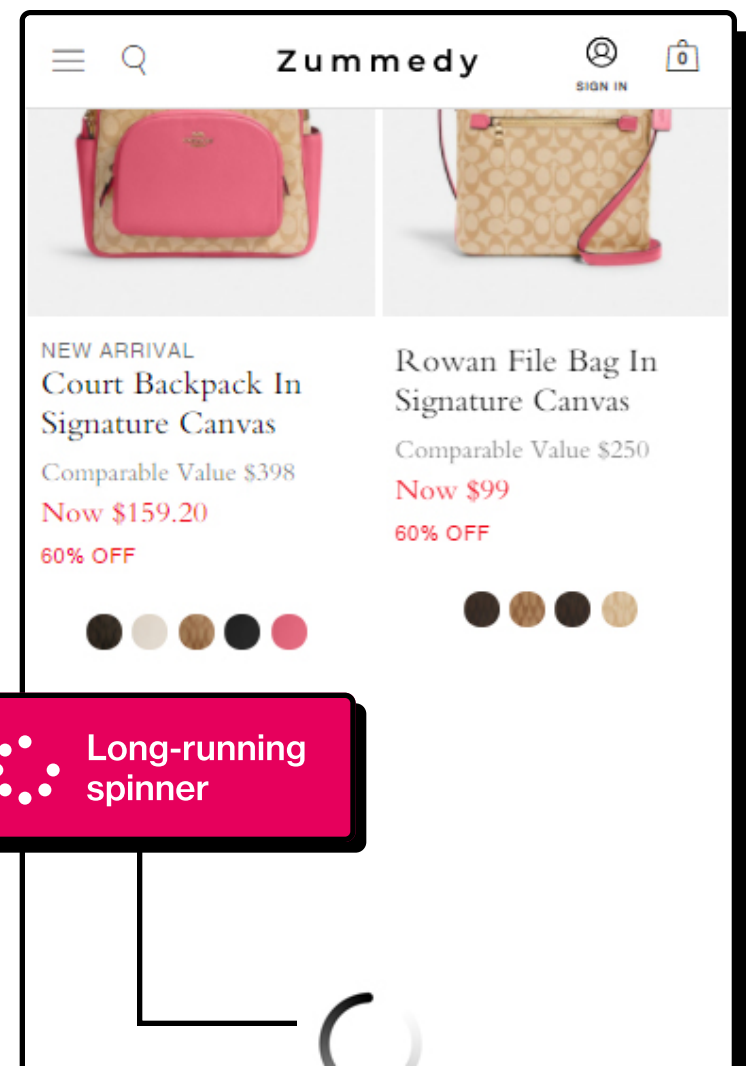 Zummedy
SIGN IN
0
NEW ARRIVAL
Court Backpack In
Signature Canvas
Comparable Value $398
Now $159.20
60% OFF
Rowan File Bag In
Signature Canvas
Comparable Value $250
Now $99
60% OFF
Long-running
spinner